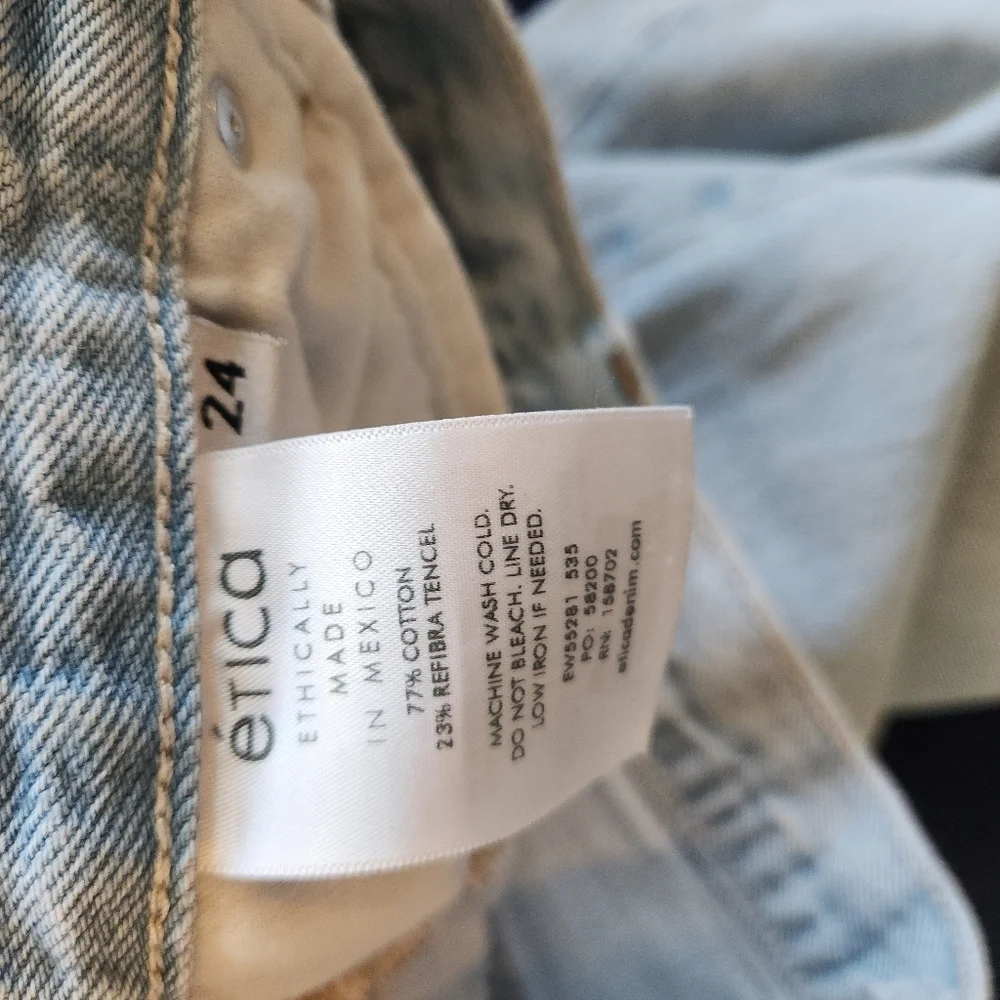 24
ética
ETHICALLY
MADE
IN MEXICO
77% COTTON
23% REFIBRA TENCEL
MACHINE WASH COLD.
DO NOT BLEACH. LINE DRY.
LOW IRON IF NEEDED.
EW55281 535
PO: 58200
RN: 158702
eticadenim.com